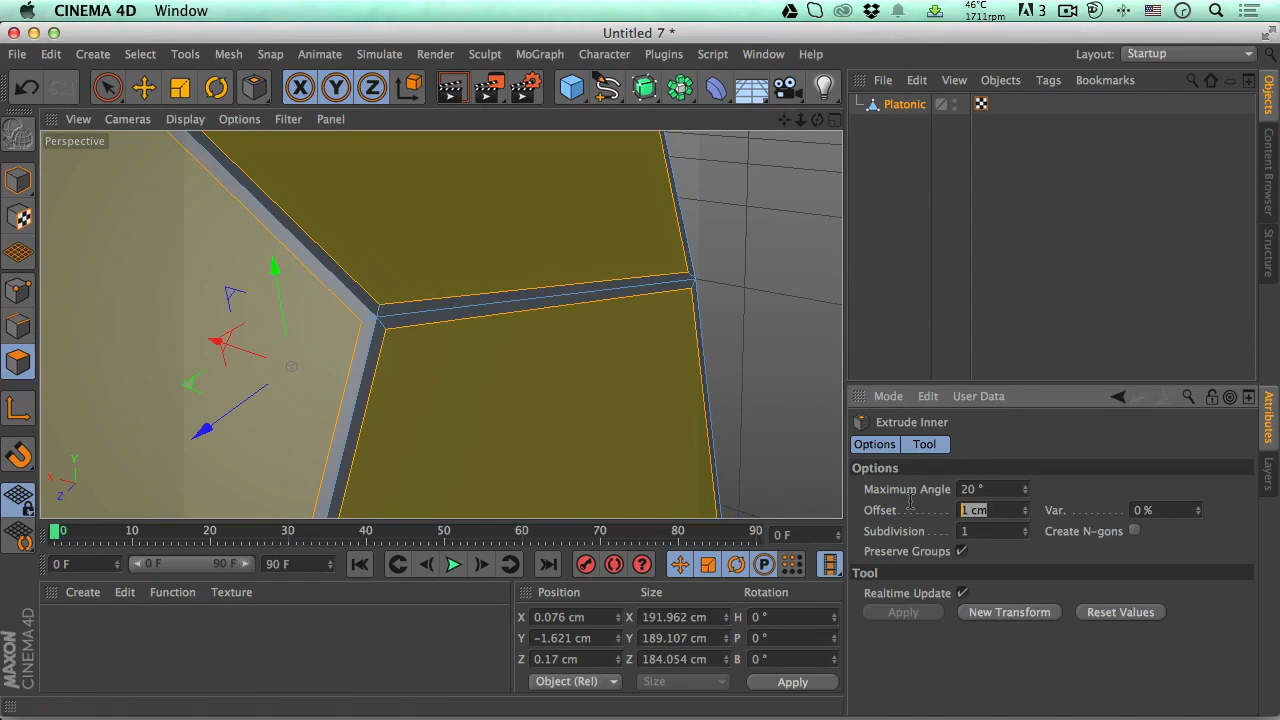 CINEMA 4D Window 46°C 1711rpm 3
Untitled 7 *
File Edit Create Select Tools Mesh Snap Animate Simulate Render Sculpt MoGraph Character Plugins Script Window Help Layout: Startup
X Y Z
File Edit View Objects Tags Bookmarks
Objects
Platonic
Content Browser
Structure
View Cameras Display Options Filter Panel
Perspective
Y
X
Z
Mode Edit User Data
Attributes
Layers
Extrude Inner
Options Tool
Options
Maximum Angle 20 °
Offset 1 cm Var. 0 %
Subdivision 1 Create N-gons
Preserve Groups
Tool
Realtime Update
Apply New Transform Reset Values
0 10 20 30 40 50 60 70 80 90 0 F
0 F 0 F 90 F 90 F P
Create Edit Function Texture
Position Size Rotation
X 0.076 cm X 191.962 cm H 0 °
Y -1.621 cm Y 189.107 cm P 0 °
Z 0.17 cm Z 184.054 cm B 0 °
Object (Rel) Size Apply
MAXON
CINEMA 4D